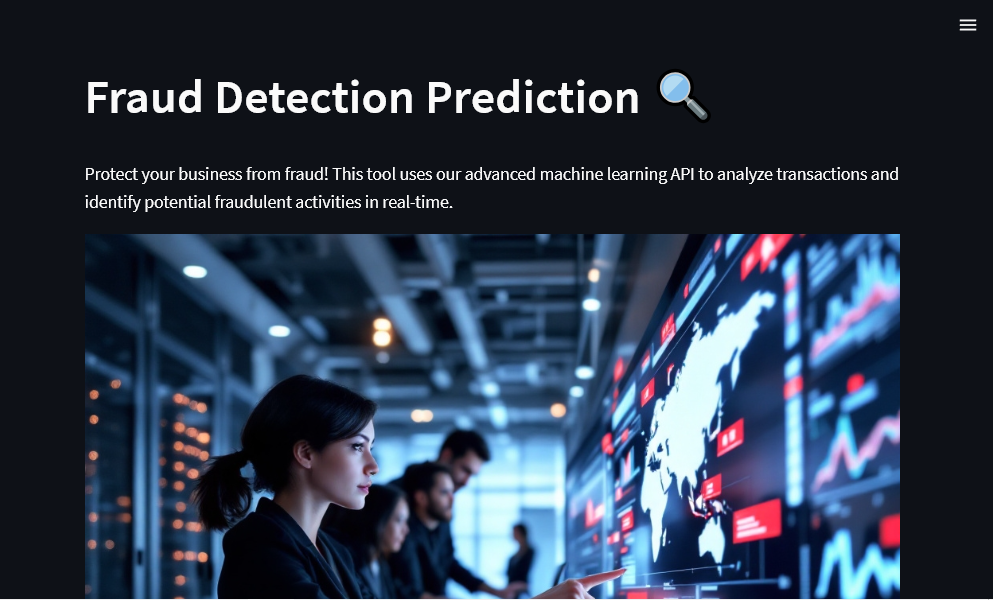 Fraud Detection Prediction 🔍
Protect your business from fraud! This tool uses our advanced machine learning API to analyze transactions and
identify potential fraudulent activities in real-time.